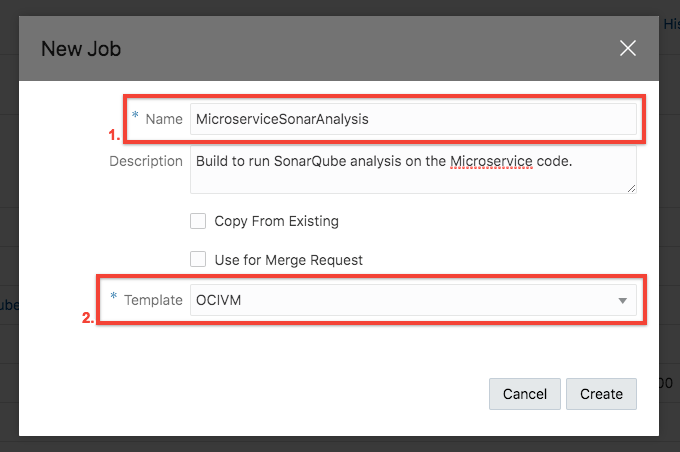 His
New Job
* Name MicroserviceSonarAnalysis
1.
Description Build to run SonarQube analysis on the Microservice code.
Copy From Existing
Use for Merge Request
* Template OCIVM
ube
2.
00
Cancel Create